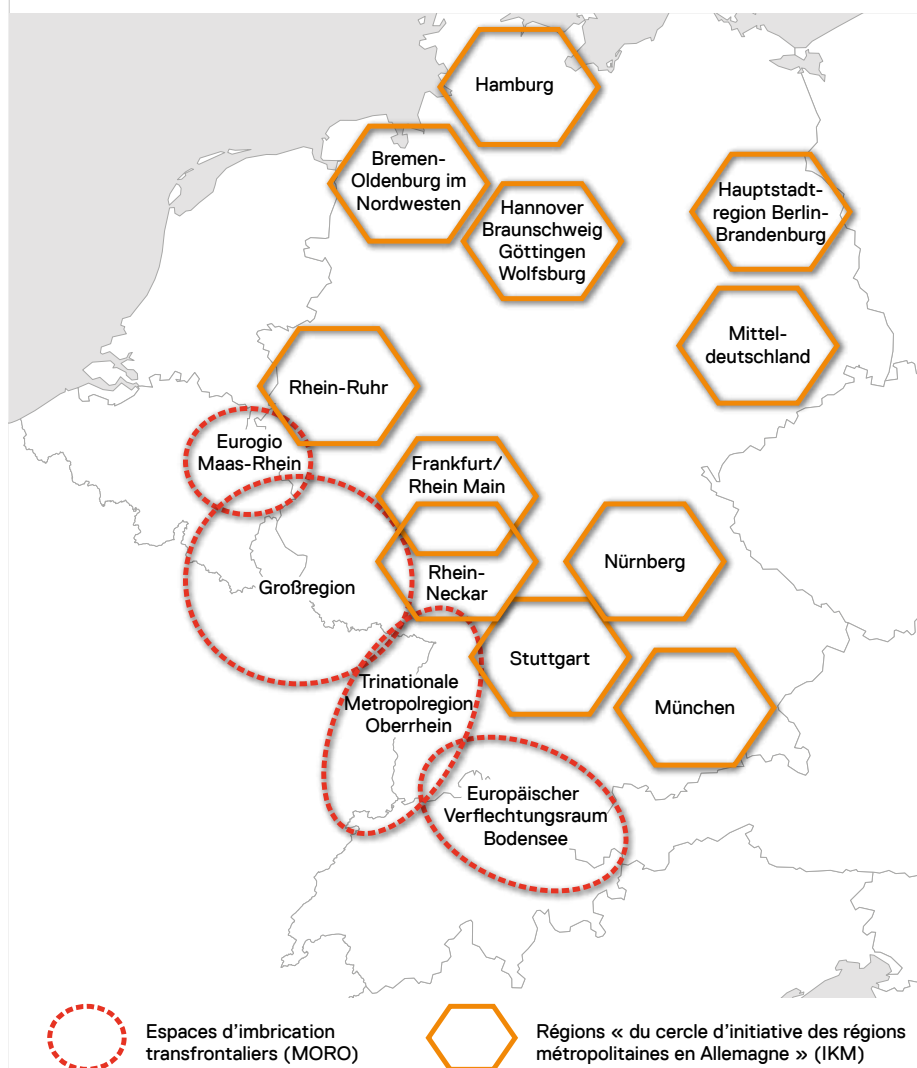 Hamburg
Bremen-
Oldenburg im
Nordwesten
Hannover
Braunschweig
Göttingen
Wolfsburg
Hauptstadt-
region Berlin-
Brandenburg
Mittel-
deutschland
Rhein-Ruhr
Eurogio
Maas-Rhein
Frankfurt/
Rhein Main
Rhein-
Neckar
Nürnberg
Großregion
Stuttgart
Trinationale
Metropolregion
Oberrhein
München
Europäischer
Verflechtungsraum
Bodensee
Espaces d'imbrication
transfrontaliers (MORO)
Régions « du cercle d'initiative des régions
métropolitaines en Allemagne » (IKM)